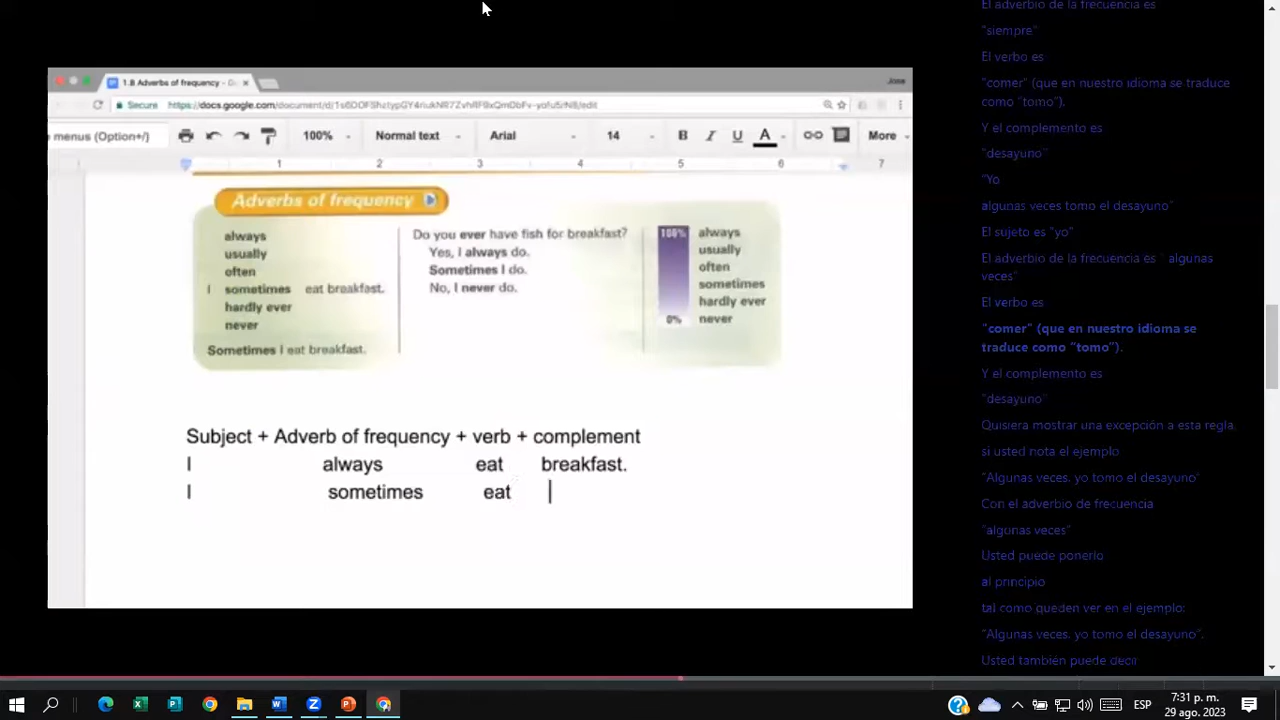 1.8 Adverbs of frequency - G
Jose
Secure
menus (Option+/)
100%
Normal text
Arial
14
B I U A
More
1 2 3 4 5 6 7
Adverbs of frequency
always
usually
often
I sometimes eat breakfast.
hardly ever
never
Sometimes I eat breakfast.
Do you ever have fish for breakfast?
Yes, I always do.
Sometimes I do.
No, I never do.
100% always
usually
often
sometimes
hardly ever
0% never
Subject + Adverb of frequency + verb + complement
I always eat breakfast.
I sometimes eat
El adverbio de la frecuencia es
"siempre"
El verbo es
"comer" (que en nuestro idioma se traduce
como "tomo").
Y el complemento es
"desayuno"
"Yo
algunas veces tomo el desayuno"
El sujeto es "yo"
El adverbio de la frecuencia es " algunas
veces"
El verbo es
"comer" (que en nuestro idioma se
traduce como "tomo").
Y el complemento es
"desayuno"
Quisiera mostrar una excepción a esta regla.
si usted nota el ejemplo
"Algunas veces, yo tomo el desayuno"
Con el adverbio de frecuencia
"algunas veces"
Usted puede ponerlo
al principio
tal como pueden ver en el ejemplo:
"Algunas veces, yo tomo el desayuno".
Usted también puede decir
ESP
7:31 p. m.
29 ago. 2023